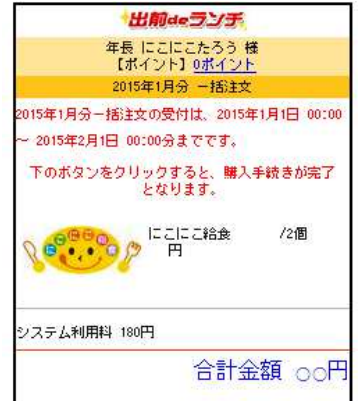 出前deランチ
年長 にこにこたろう 様
【ポイント】0ポイント
2015年1月分 一括注文
2015年1月分一括注文の受付は、2015年1月1日 00:00
～ 2015年2月1日 00:00分までです。
下のボタンをクリックすると、購入手続きが完了
となります。
にこにこ給食 /2個
円
システム利用料 180円
合計金額 ○○円